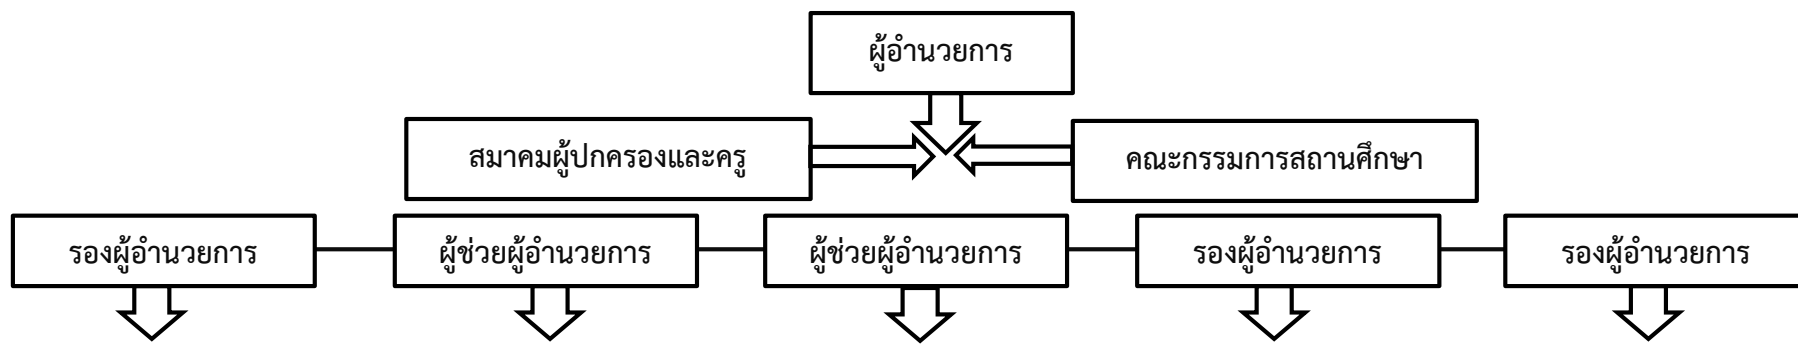 ผู้อำนวยการ
สมาคมผู้ปกครองและครู
คณะกรรมการสถานศึกษา
รองผู้อำนวยการ
ผู้ช่วยผู้อำนวยการ
ผู้ช่วยผู้อำนวยการ
รองผู้อำนวยการ
รองผู้อำนวยการ